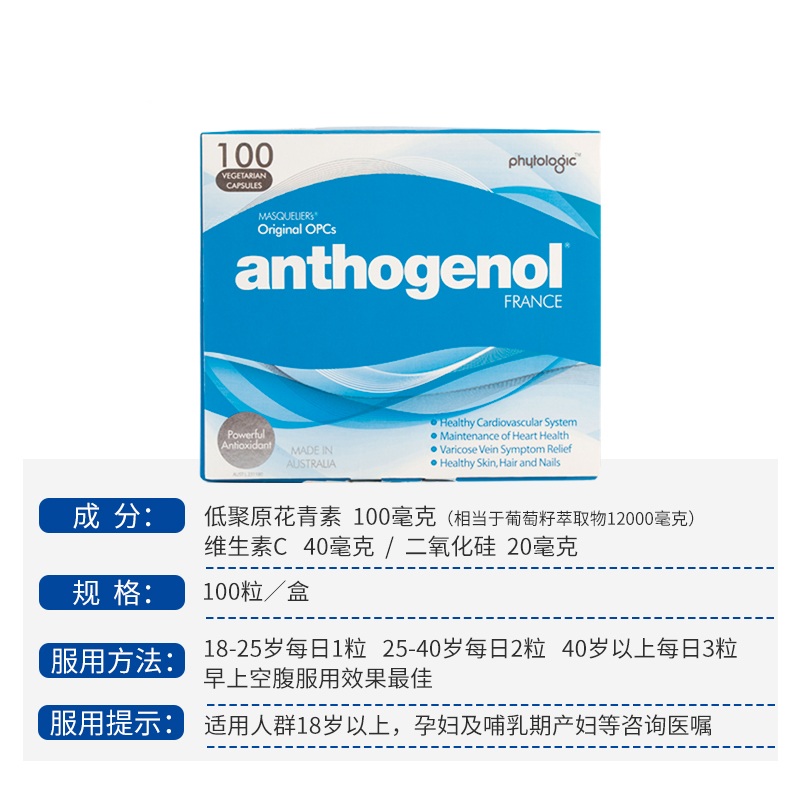 100
VEGETARIAN
CAPSULES
phytologic™
MASQUELIER's®
Original OPCs
anthogenol®
FRANCE
Powerful
Antioxidant
MADE IN
AUSTRALIA
• Healthy Cardiovascular System
• Maintenance of Heart Health
• Varicose Vein Symptom Relief
• Healthy Skin, Hair and Nails
成 分：
低聚原花青素 100毫克（相当于葡萄籽萃取物12000毫克）
维生素C 40毫克 / 二氧化硅 20毫克
规 格：
100粒／盒
服用方法：
18-25岁每日1粒 25-40岁每日2粒 40岁以上每日3粒
早上空腹服用效果最佳
服用提示：
适用人群18岁以上，孕妇及哺乳期产妇等咨询医嘱